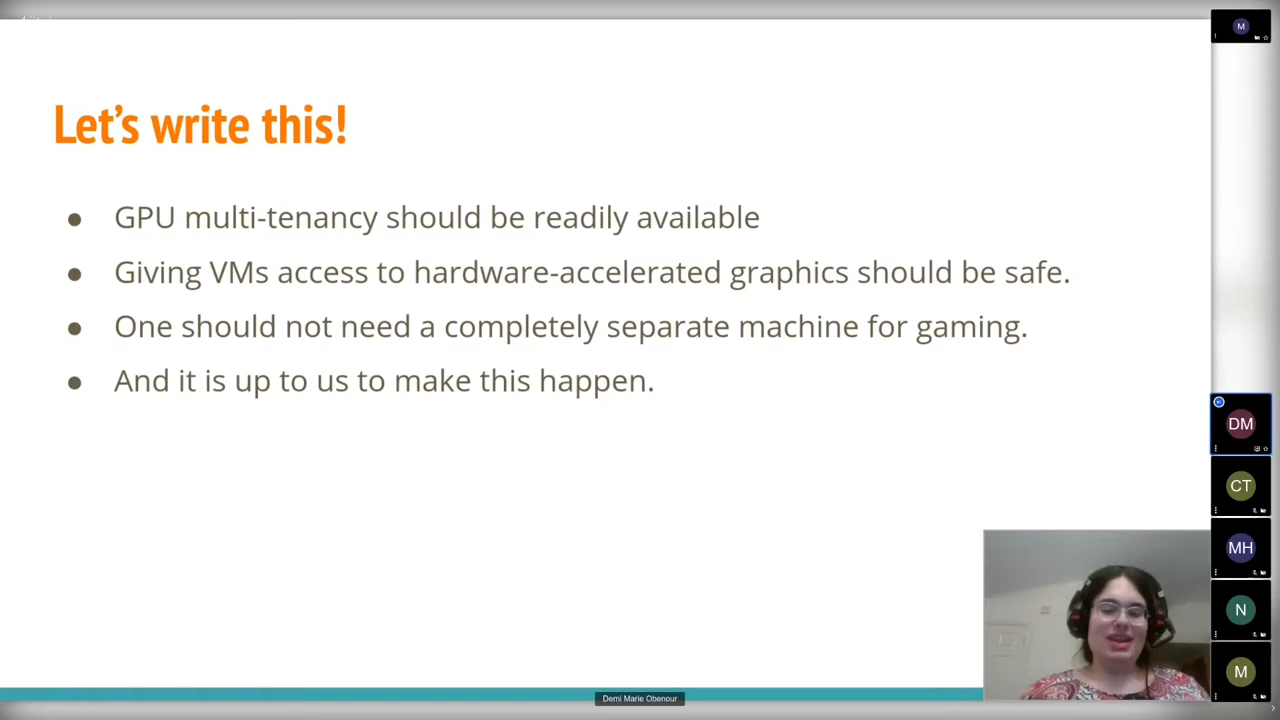 Let's write this!
● GPU multi-tenancy should be readily available
● Giving VMs access to hardware-accelerated graphics should be safe.
● One should not need a completely separate machine for gaming.
● And it is up to us to make this happen.
M
DM
CT
MH
N
M
Demi Marie Obenour